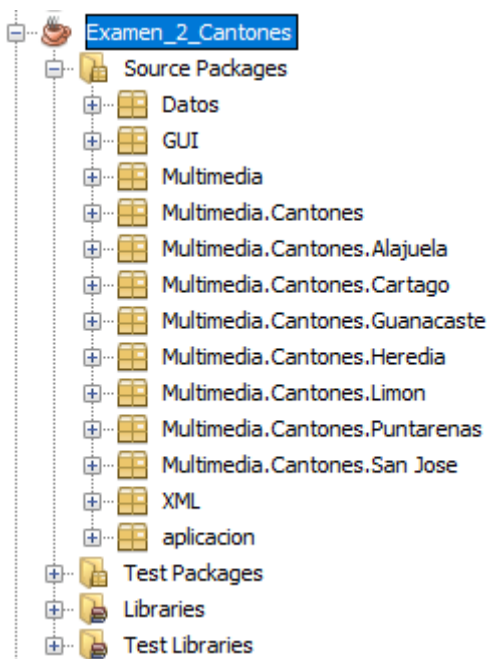 Examen_2_Cantones
Source Packages
Datos
GUI
Multimedia
Multimedia.Cantones
Multimedia.Cantones.Alajuela
Multimedia.Cantones.Cartago
Multimedia.Cantones.Guanacaste
Multimedia.Cantones.Heredia
Multimedia.Cantones.Limon
Multimedia.Cantones.Puntarenas
Multimedia.Cantones.San Jose
XML
aplicacion
Test Packages
Libraries
Test Libraries